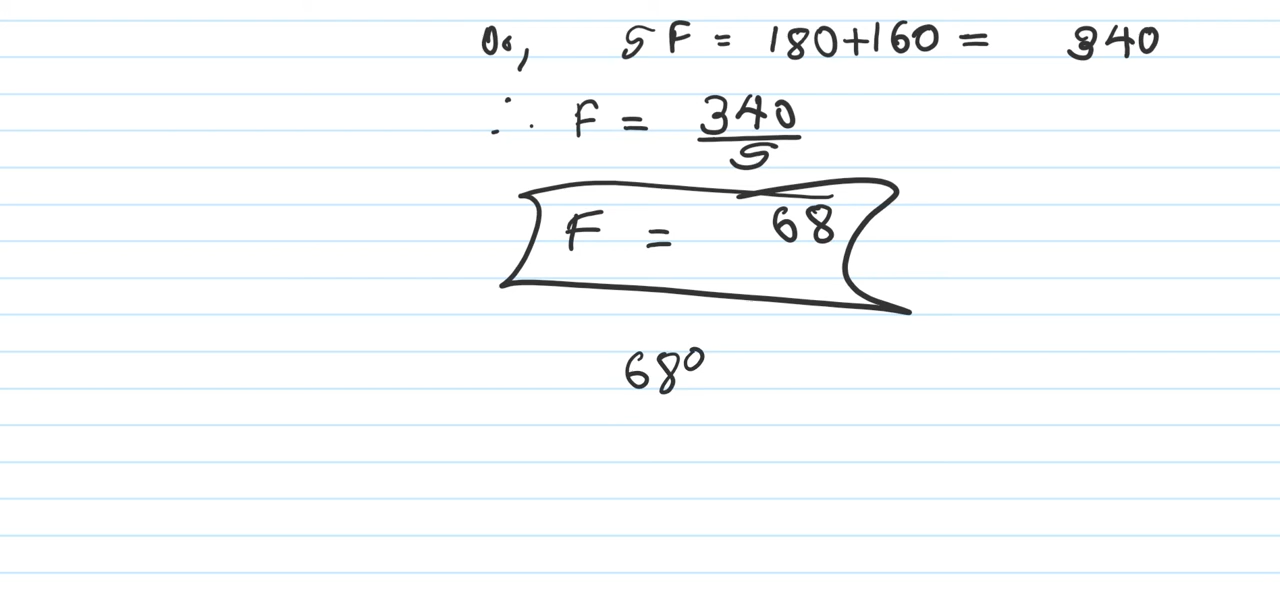 Or, 5F = 180+160 = 340
∴ F = 340/5
F = 68
68°